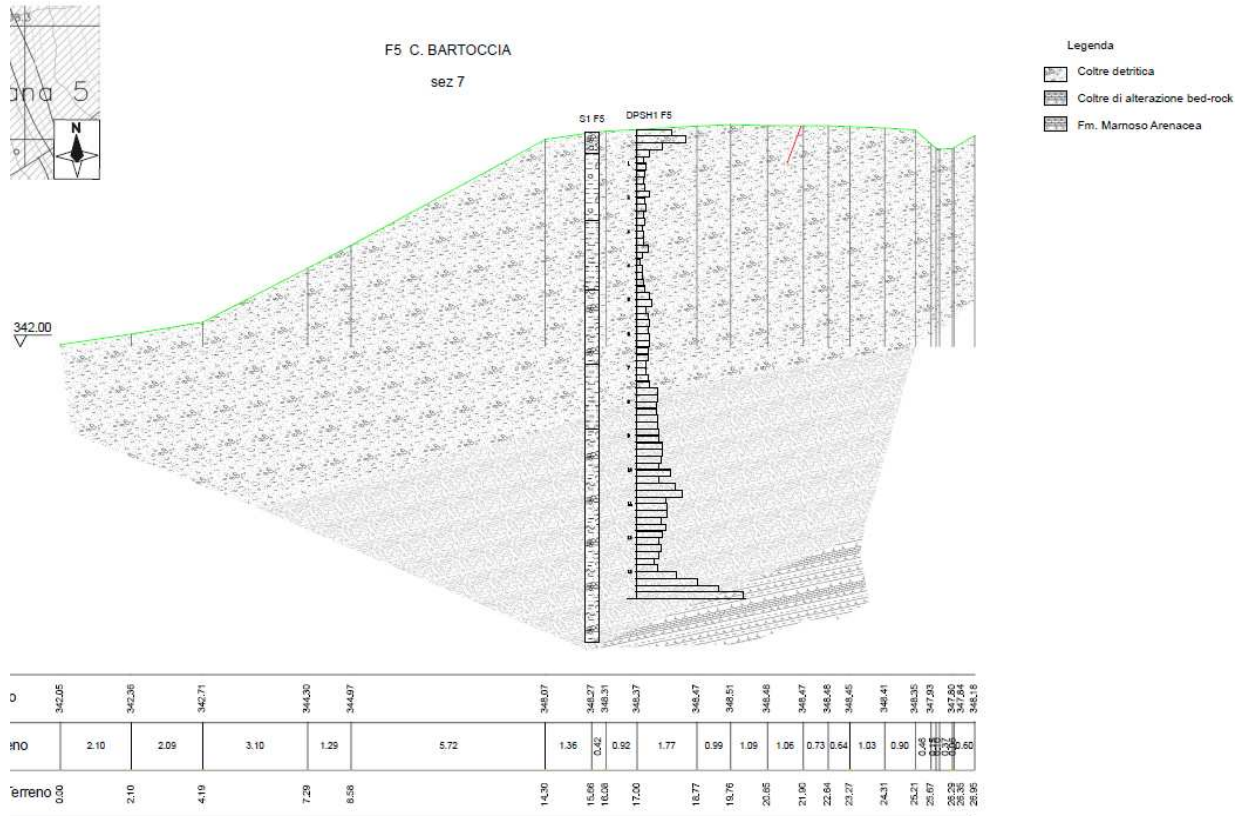 ana 5
N
F5 C. BARTOCCIA
sez 7
Legenda
Coltre detritica
Coltre di alterazione bed-rock
Fm. Marnoso Arenacea
S1 F5 DPSH1 F5
342.00
o 342.05 342.36 342.71 344.30 344.97 348.07 348.27 348.31 348.37 348.47 348.51 348.48 348.47 348.48 348.45 348.41 348.35 347.93 347.80 347.84 348.18
eno 2.10 2.09 3.10 1.29 5.72 1.36 0.42 0.92 1.77 0.99 1.09 1.06 0.73 0.64 1.03 0.90 0.46 0.37 0.60
Terreno 0.00 2.10 4.19 7.29 8.58 14.30 15.66 16.08 17.00 18.77 19.76 20.85 21.90 22.64 23.27 24.31 25.21 25.67 26.29 26.35 26.95